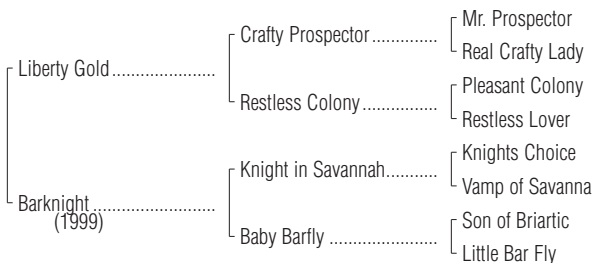 Mr. Prospector
Crafty Prospector..............
Real Crafty Lady
Liberty Gold......................
Pleasant Colony
Restless Colony................
Restless Lover
Knights Choice
Knight in Savannah...........
Vamp of Savanna
Barknight..........................
(1999)
Son of Briartic
Baby Barfly .......................
Little Bar Fly